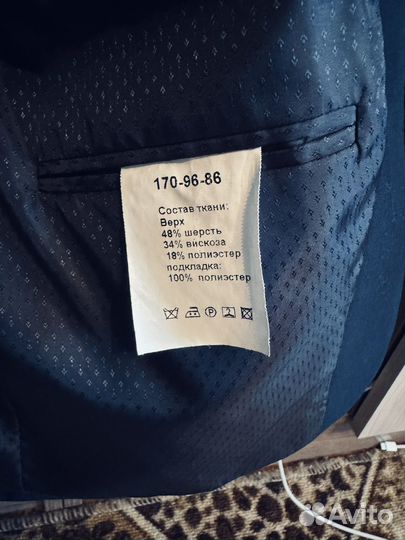 170-96-86
Состав ткани:
Верх
48% шерсть
34% вискоза
18% полиэстер
подкладка:
100% полиэстер
P
Avito